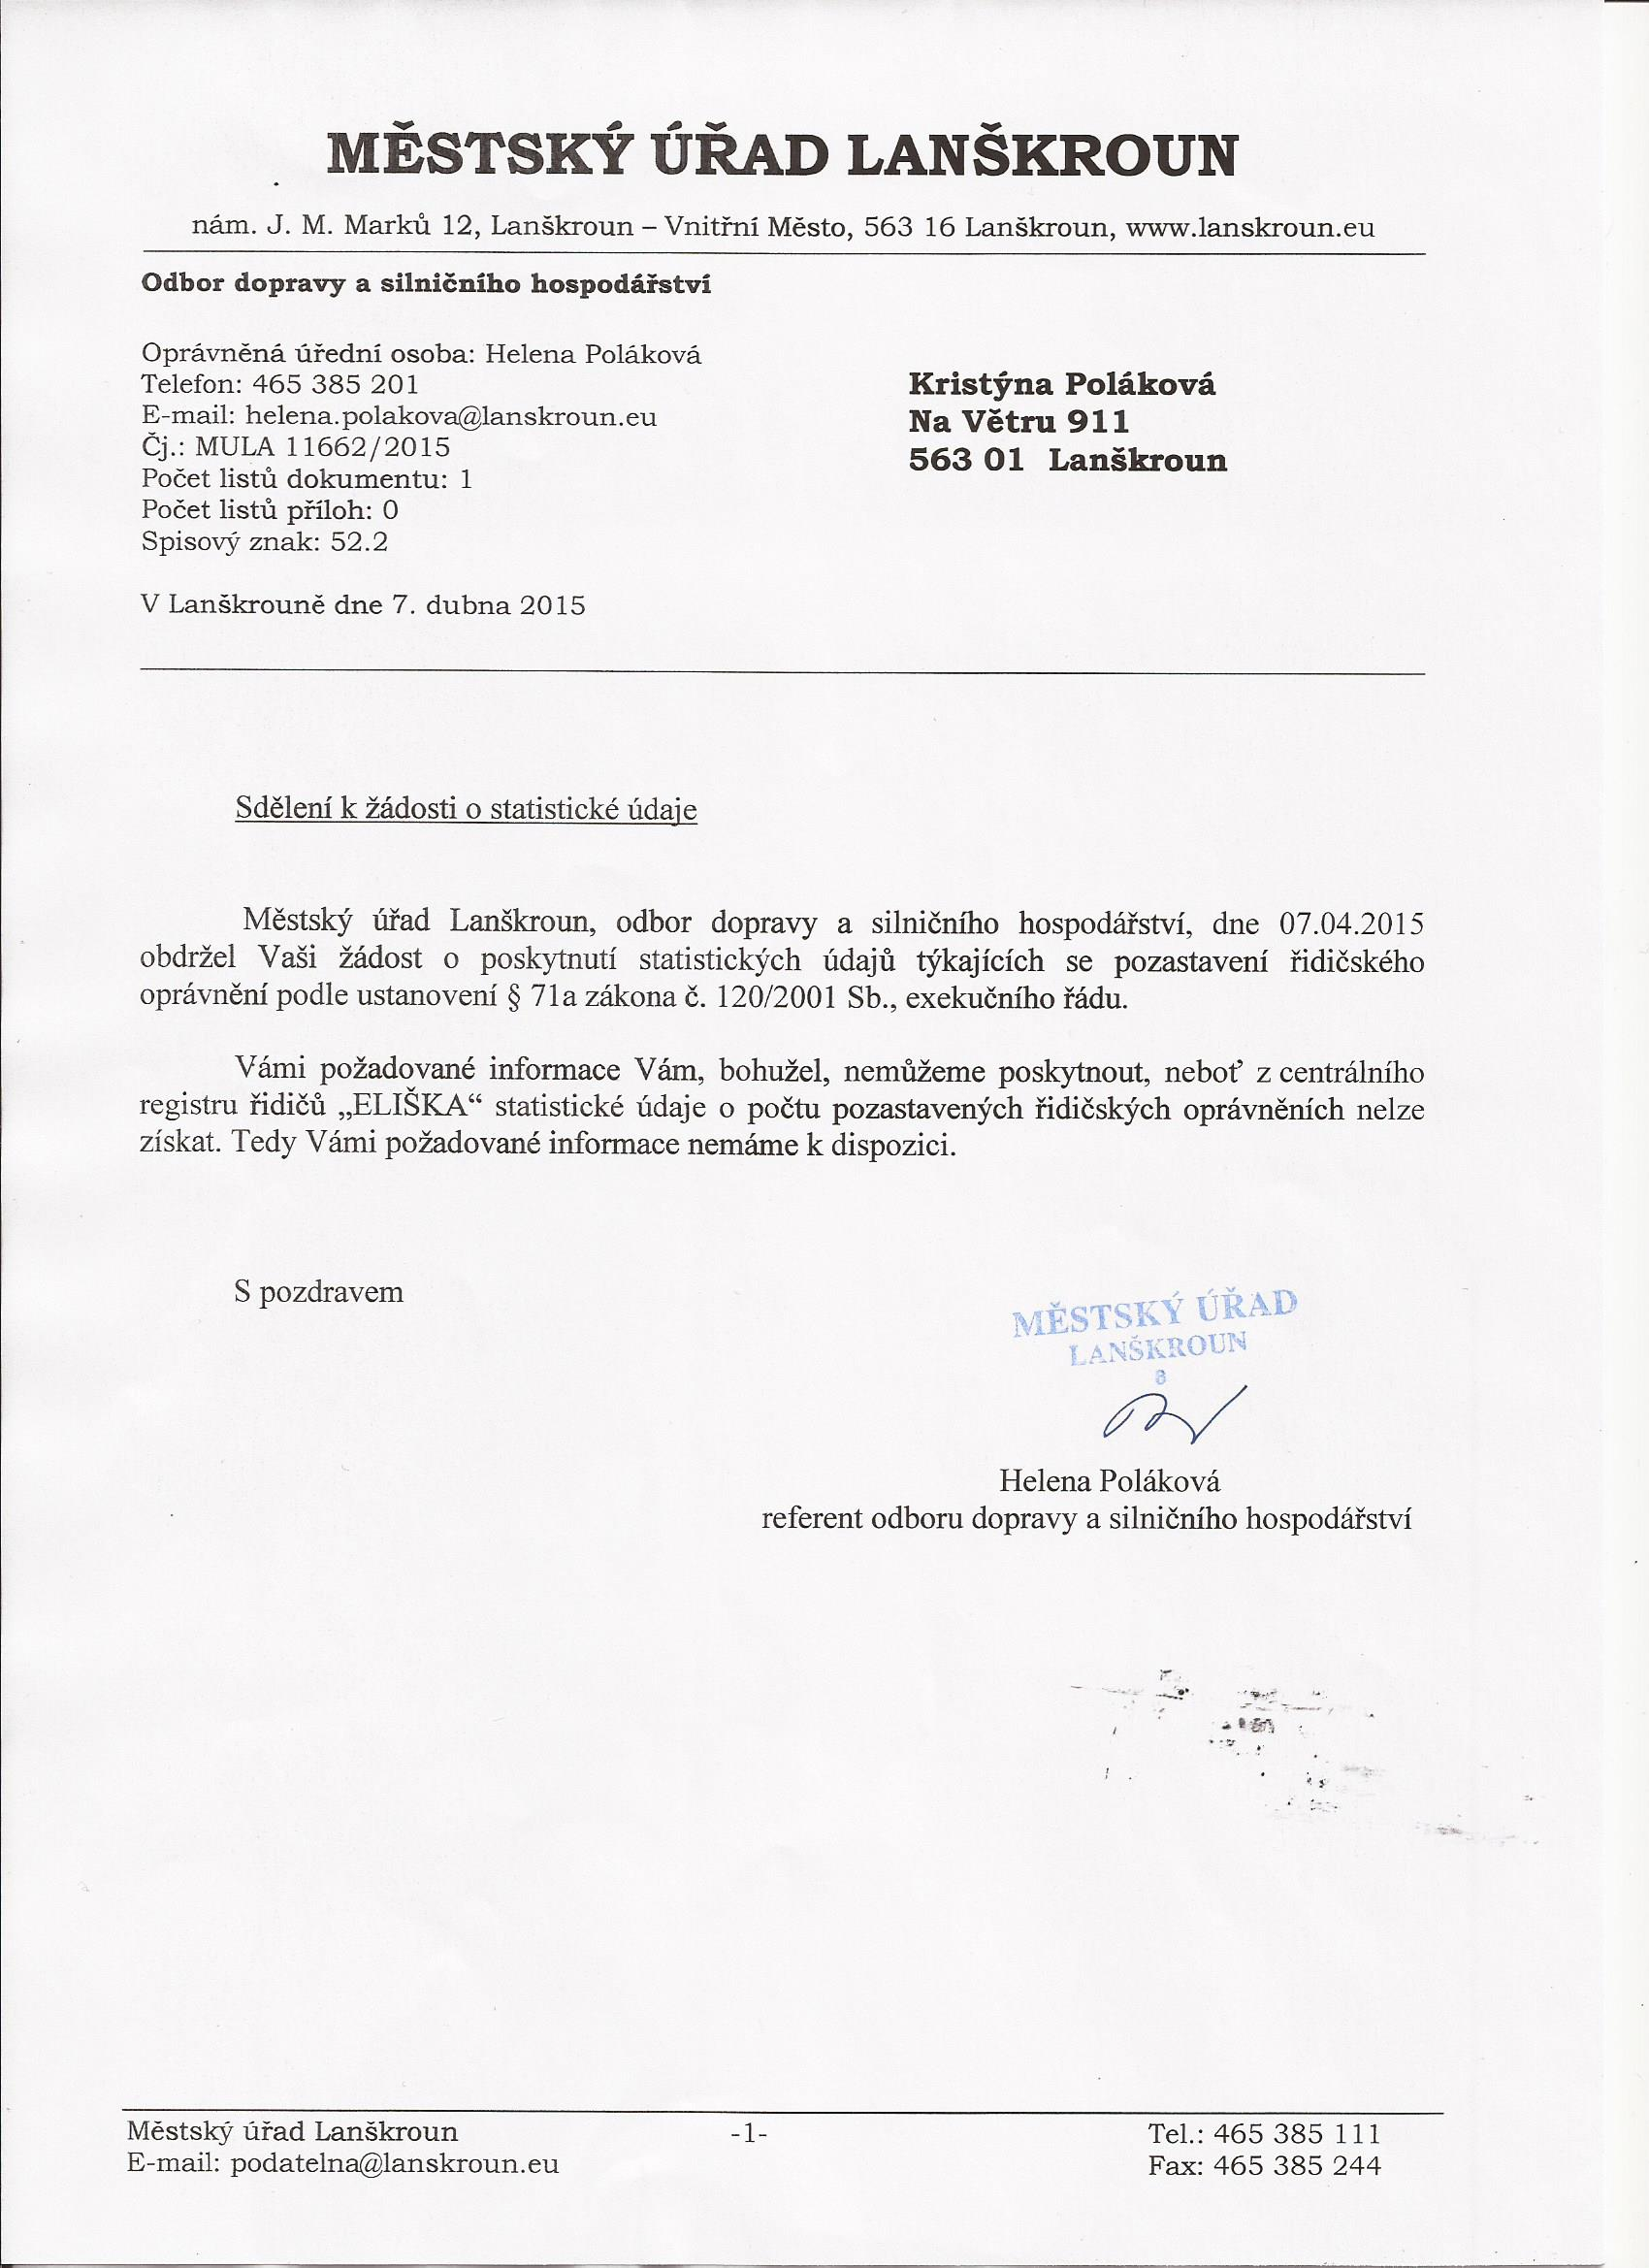 MĚSTSKÝ ÚŘAD LANŠKROUN
nám. J. M. Marků 12, Lanškroun – Vnitřní Město, 563 16 Lanškroun, www.lanskroun.eu
Odbor dopravy a silničního hospodářství
Oprávněná úřední osoba: Helena Poláková
Telefon: 465 385 201
E-mail: helena.polakova@lanskroun.eu
Čj.: MULA 11662/2015
Počet listů dokumentu: 1
Počet listů příloh: 0
Spisový znak: 52.2
Kristýna Poláková
Na Větru 911
563 01 Lanškroun
V Lanškrouně dne 7. dubna 2015
Sdělení k žádosti o statistické údaje
Městský úřad Lanškroun, odbor dopravy a silničního hospodářství, dne 07.04.2015
obdržel Vaši žádost o poskytnutí statistických údajů týkajících se pozastavení řidičského
oprávnění podle ustanovení § 71a zákona č. 120/2001 Sb., exekučního řádu.
Vámi požadované informace Vám, bohužel, nemůžeme poskytnout, neboť z centrálního
registru řidičů „ELIŠKA“ statistické údaje o počtu pozastavených řidičských oprávněních nelze
získat. Tedy Vámi požadované informace nemáme k dispozici.
S pozdravem
MĚSTSKÝ ÚŘAD
LANŠKROUN
8
Helena Poláková
referent odboru dopravy a silničního hospodářství
Městský úřad Lanškroun -1- Tel.: 465 385 111
E-mail: podatelna@lanskroun.eu Fax: 465 385 244